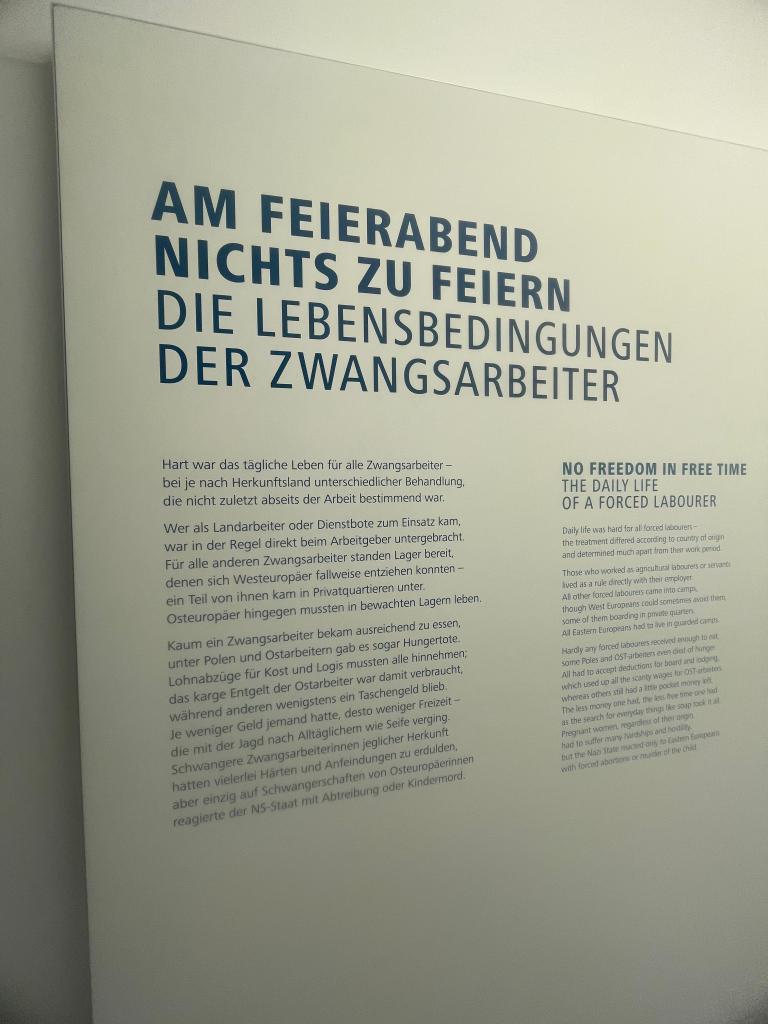 AM FEIERABEND
NICHTS ZU FEIERN
DIE LEBENSBEDINGUNGEN
DER ZWANGSARBEITER
Hart war das tägliche Leben für alle Zwangsarbeiter –
bei je nach Herkunftsland unterschiedlicher Behandlung,
die nicht zuletzt abseits der Arbeit bestimmend war.
Wer als Landarbeiter oder Dienstbote zum Einsatz kam,
war in der Regel direkt beim Arbeitgeber untergebracht.
Für alle anderen Zwangsarbeiter standen Lager bereit,
denen sich Westeuropäer fallweise entziehen konnten –
ein Teil von ihnen kam in Privatquartieren unter.
Osteuropäer hingegen mussten in bewachten Lagern leben.
Kaum ein Zwangsarbeiter bekam ausreichend zu essen,
unter Polen und Ostarbeitern gab es sogar Hungertote.
Lohnabzüge für Kost und Logis mussten alle hinnehmen;
das karge Entgelt der Ostarbeiter war damit verbraucht,
während anderen wenigstens ein Taschengeld blieb.
Je weniger Geld jemand hatte, desto weniger Freizeit –
die mit der Jagd nach Alltäglichem wie Seife verging.
Schwangere Zwangsarbeiterinnen jeglicher Herkunft
hatten vielerlei Härten und Anfeindungen zu erdulden,
aber einzig auf Schwangerschaften von Osteuropäerinnen
reagierte der NS-Staat mit Abtreibung oder Kindermord.
NO FREEDOM IN FREE TIME
THE DAILY LIFE
OF A FORCED LABOURER
Daily life was hard for all forced labourers –
the treatment differed according to country of origin
and determined much apart from their work period.
Those who worked as agricultural labourers or servants
lived as a rule directly with their employer.
All other forced labourers came into camps,
though West Europeans could sometimes avoid them,
some of them boarding in private quarters.
All Eastern Europeans had to live in guarded camps.
Hardly any forced labourers received enough to eat,
some Poles and OST-arbeiters even died of hunger.
All had to accept deductions for board and lodging,
which used up all the scanty wages for OST-arbeiters,
whereas others still had a little pocket money left.
The less money one had, the less free time one had
as the search for everyday things like soap took it all.
Pregnant women, regardless of their origin,
had to suffer many hardships and hostility,
but the Nazi State reacted only to Eastern Europeans
with forced abortions or murder of the child.